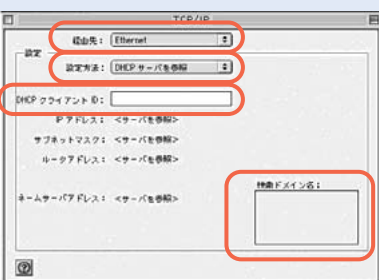 TCP/IP
経由先： Ethernet
設定
設定方法： DHCP サーバを参照
DHCP クライアント ID：
IP アドレス： <サーバを参照>
サブネットマスク： <サーバを参照>
ルータアドレス： <サーバを参照>
ネームサーバアドレス： <サーバを参照>
検索ドメイン名：